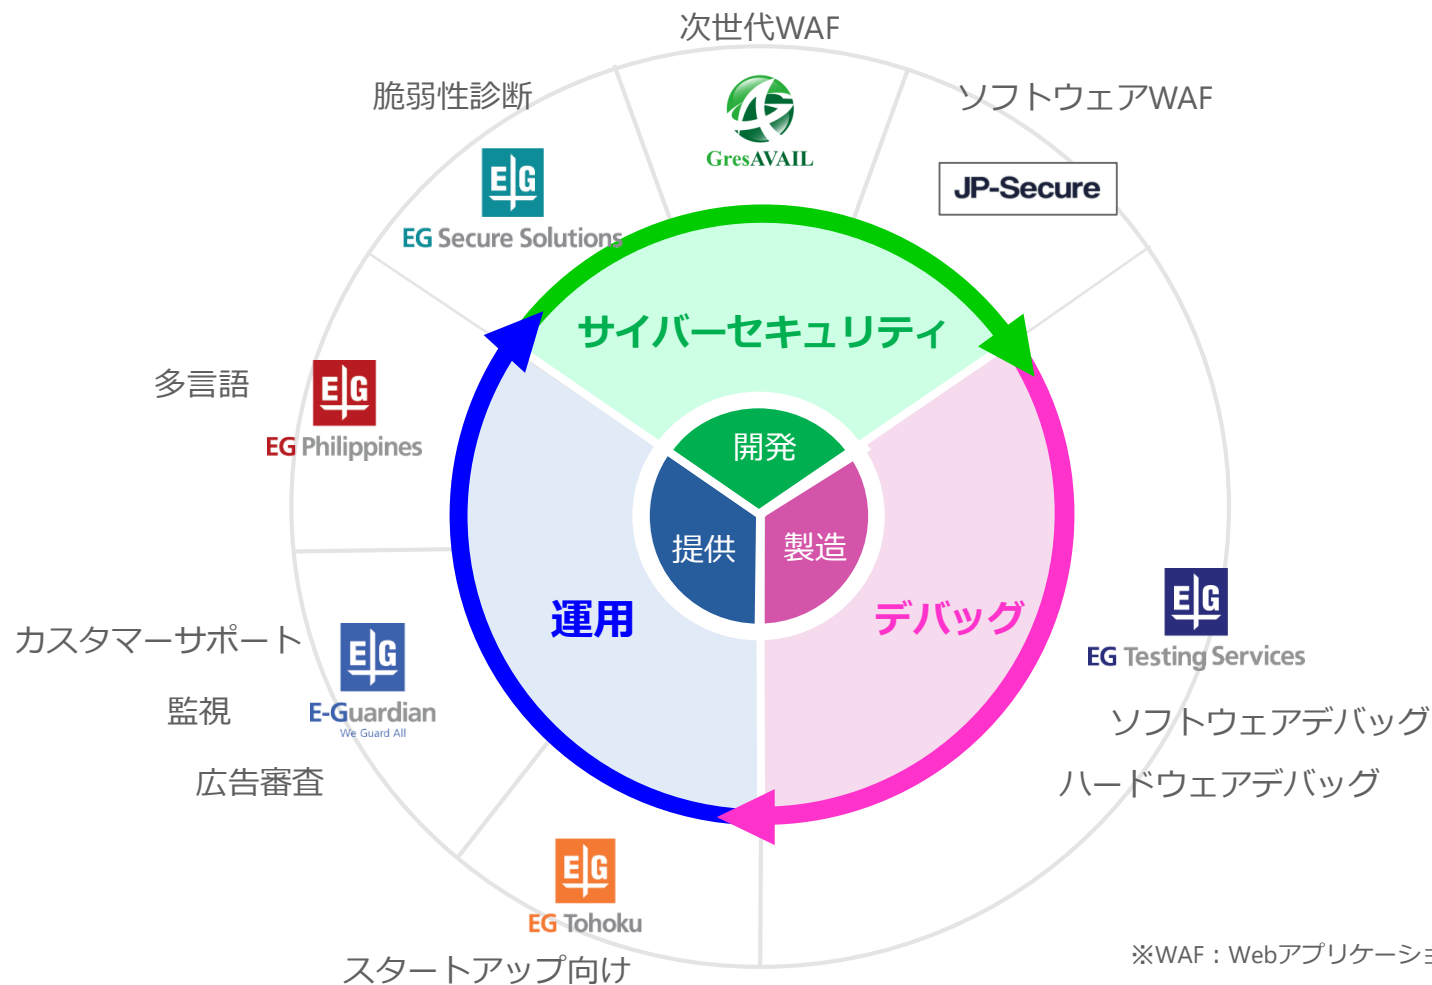 次世代WAF
脆弱性診断
ソフトウェアWAF
GresAVAIL
JP-Secure
EG
EG Secure Solutions
サイバーセキュリティ
多言語
EG
EG Philippines
開発
提供
製造
運用
デバッグ
カスタマーサポート
監視
広告審査
EG
E-Guardian
We Guard All
EG
EG Testing Services
ソフトウェアデバッグ
ハードウェアデバッグ
EG
EG Tohoku
スタートアップ向け
※WAF：Webアプリケーショ